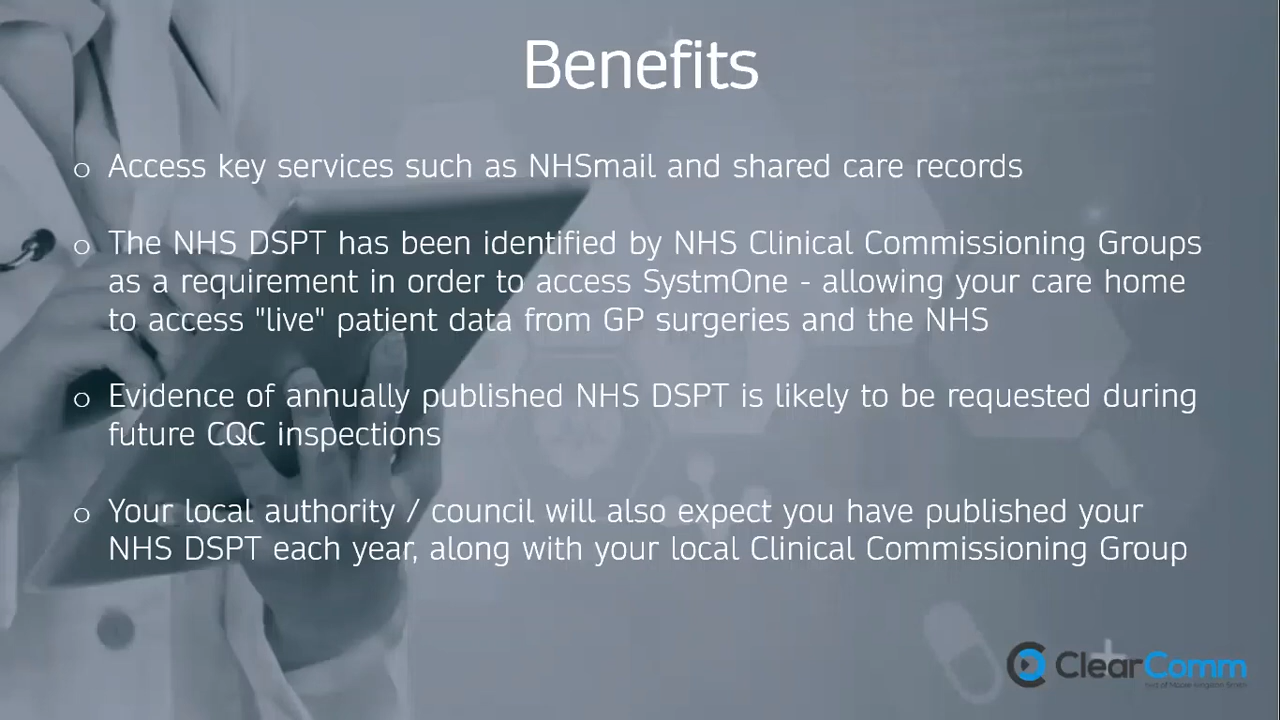 Benefits
o Access key services such as NHSmail and shared care records
o The NHS DSPT has been identified by NHS Clinical Commissioning Groups
as a requirement in order to access SystmOne - allowing your care home
to access "live" patient data from GP surgeries and the NHS
o Evidence of annually published NHS DSPT is likely to be requested during
future CQC inspections
o Your local authority / council will also expect you have published your
NHS DSPT each year, along with your local Clinical Commissioning Group
ClearComm